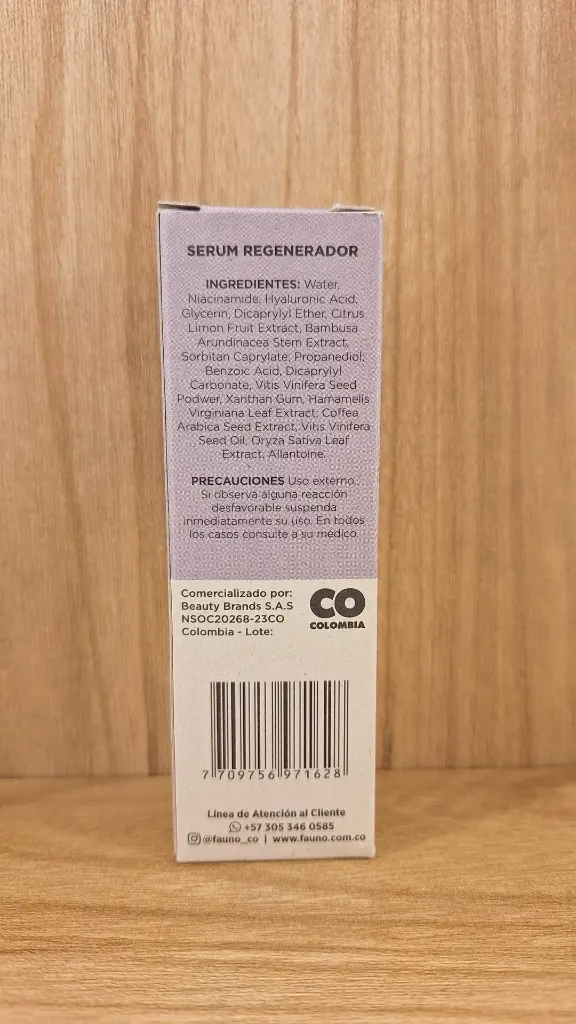 SERUM REGENERADOR
INGREDIENTES: Water,
Niacinamide, Hyaluronic Acid,
Glycerin, Dicaprylyl Ether, Citrus
Limon Fruit Extract, Bambusa
Arundinacea Stem Extract,
Sorbitan Caprylate; Propanediol;
Benzoic Acid, Dicaprylyl
Carbonate, Vitis Vinifera Seed
Podwer, Xanthan Gum, Hamamelis
Virginiana Leaf Extract; Coffea
Arabica Seed Extract, Vitis Vinifera
Seed Oil, Oryza Sativa Leaf
Extract, Allantoine.
PRECAUCIONES Uso externo.
Si observa alguna reacción
desfavorable suspenda
inmediatamente su uso. En todos
los casos consulte a su médico.
Comercializado por:
Beauty Brands S.A.S
NSOC20268-23CO
Colombia - Lote:
CO
COLOMBIA
7 709756 971628
Línea de Atención al Cliente
+57 305 346 0585
@fauno_co | www.fauno.com.co